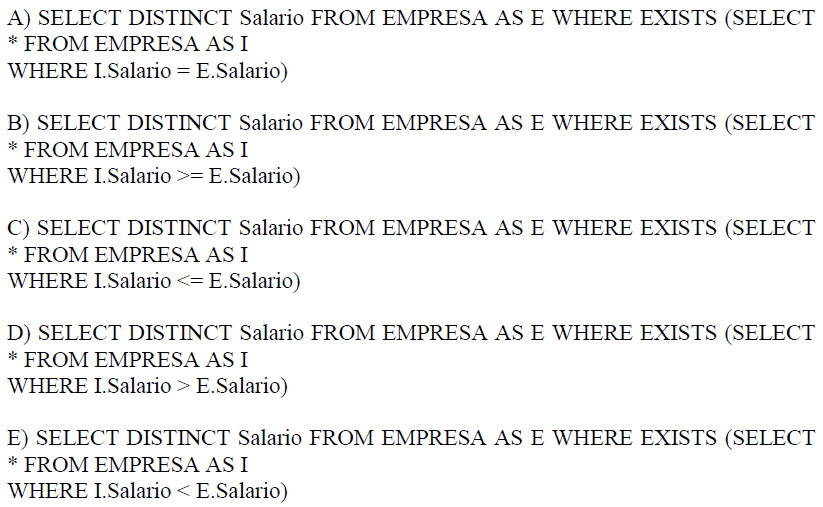 A) SELECT DISTINCT Salario FROM EMPRESA AS E WHERE EXISTS (SELECT
* FROM EMPRESA AS I
WHERE I.Salario = E.Salario)
B) SELECT DISTINCT Salario FROM EMPRESA AS E WHERE EXISTS (SELECT
* FROM EMPRESA AS I
WHERE I.Salario >= E.Salario)
C) SELECT DISTINCT Salario FROM EMPRESA AS E WHERE EXISTS (SELECT
* FROM EMPRESA AS I
WHERE I.Salario <= E.Salario)
D) SELECT DISTINCT Salario FROM EMPRESA AS E WHERE EXISTS (SELECT
* FROM EMPRESA AS I
WHERE I.Salario > E.Salario)
E) SELECT DISTINCT Salario FROM EMPRESA AS E WHERE EXISTS (SELECT
* FROM EMPRESA AS I
WHERE I.Salario < E.Salario)